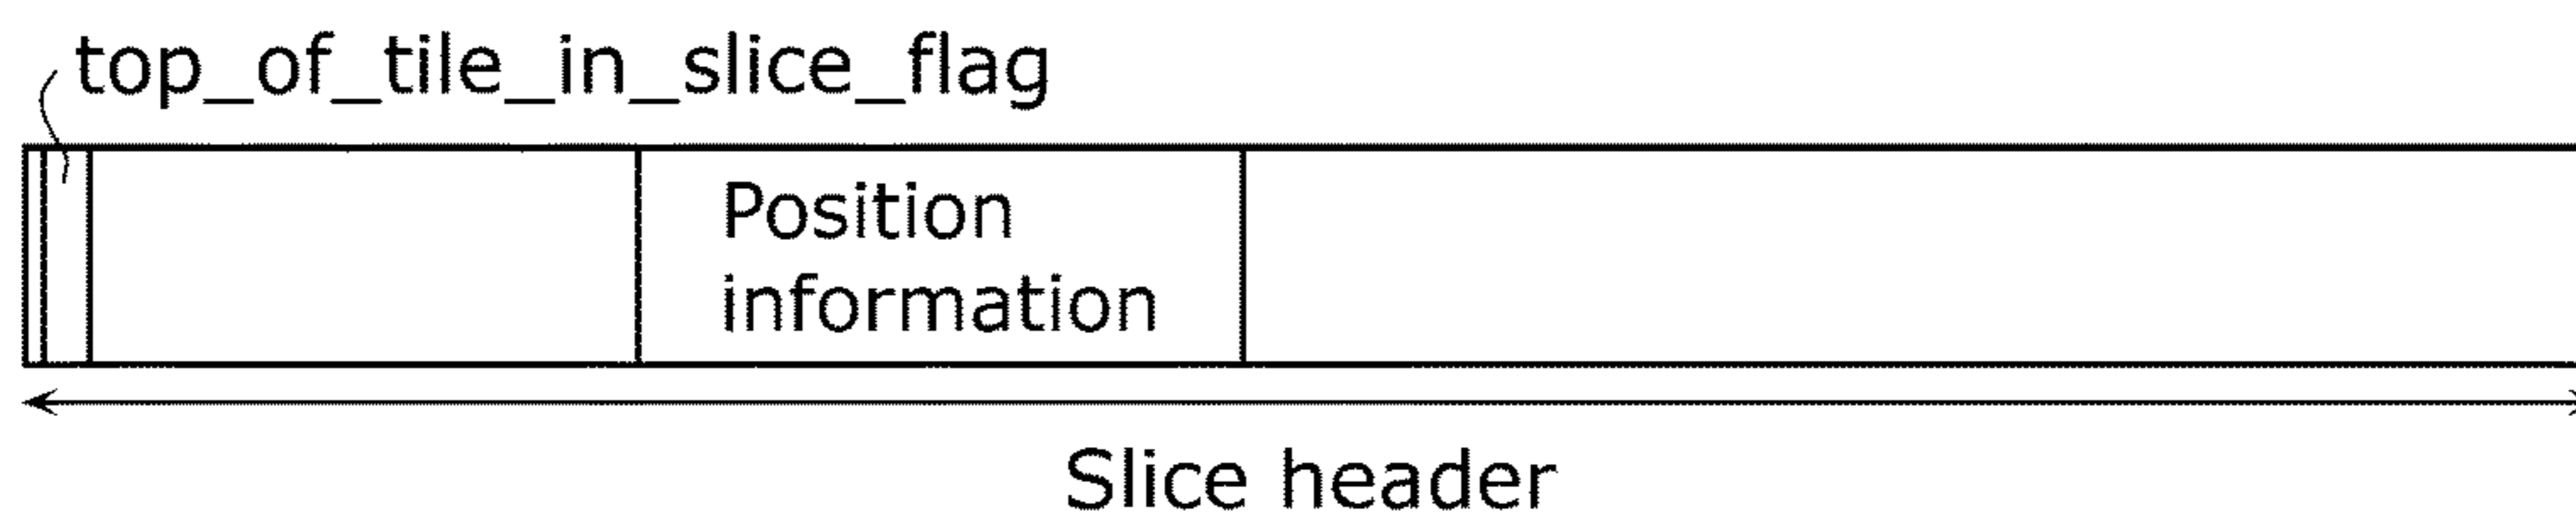 top_of_tile_in_slice_flag
Position
information
Slice header